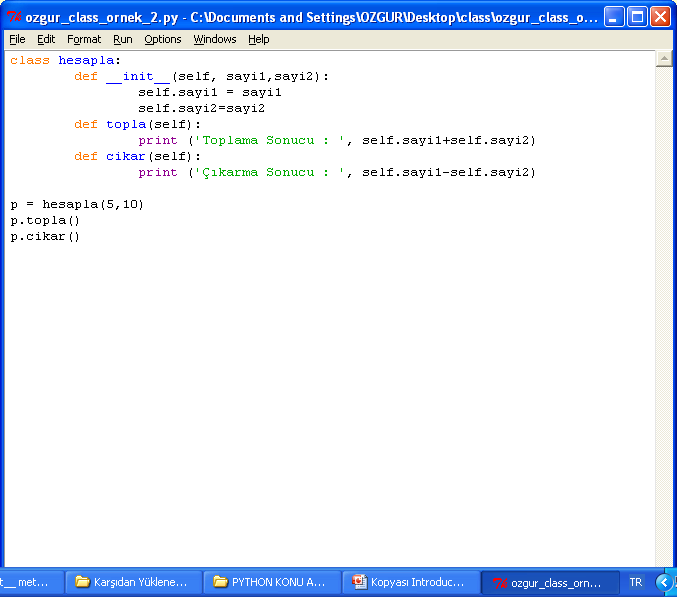 ozgur_class_ornek_2.py - C:\Documents and Settings\OZGUR\Desktop\class\ozgur_class_o...
File Edit Format Run Options Windows Help
class hesapla:
        def __init__(self, sayi1,sayi2):
                self.sayi1 = sayi1
                self.sayi2=sayi2
        def topla(self):
                print ('Toplama Sonucu : ', self.sayi1+self.sayi2)
        def cikar(self):
                print ('Çıkarma Sonucu : ', self.sayi1-self.sayi2)
p = hesapla(5,10)
p.topla()
p.cikar()
t__ met... Karşıdan Yüklene... PYTHON KONU A... Kopyası Introduc... ozgur_class_orn... TR